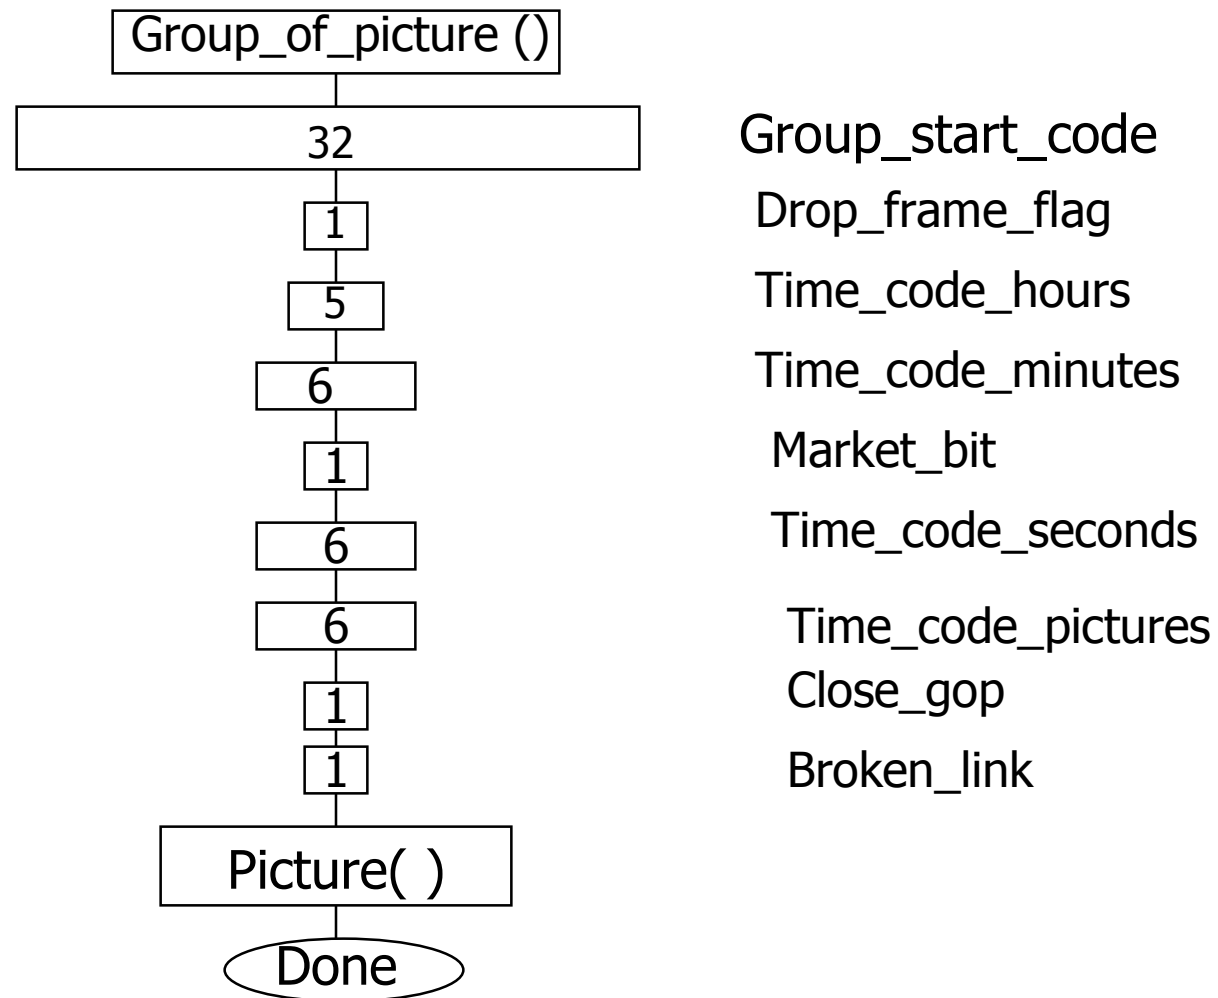 Group_of_picture ()
32 Group_start_code
1 Drop_frame_flag
5 Time_code_hours
6 Time_code_minutes
1 Market_bit
6 Time_code_seconds
6 Time_code_pictures
1 Close_gop
1 Broken_link
Picture( )
Done